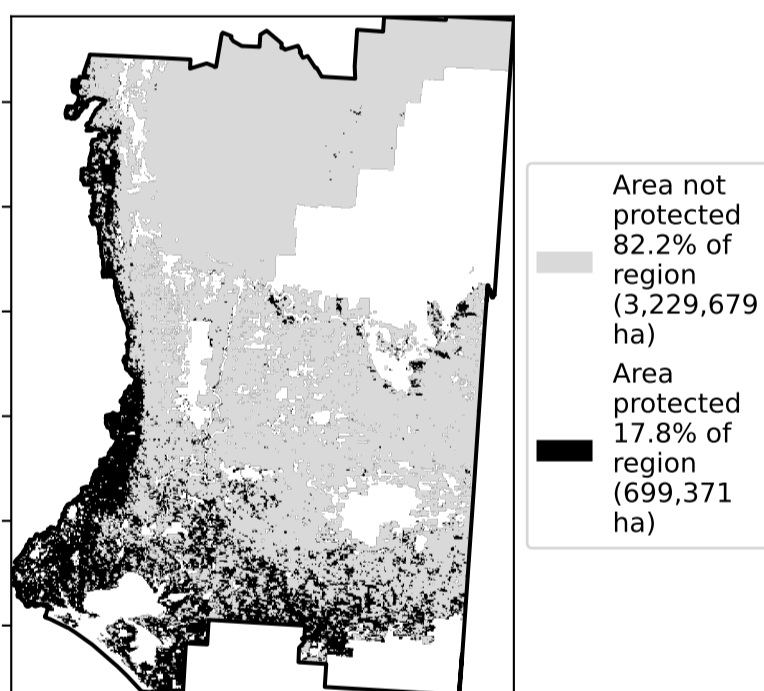 Area not
protected
82.2% of
region
(3,229,679
ha)
Area
protected
17.8% of
region
(699,371
ha)